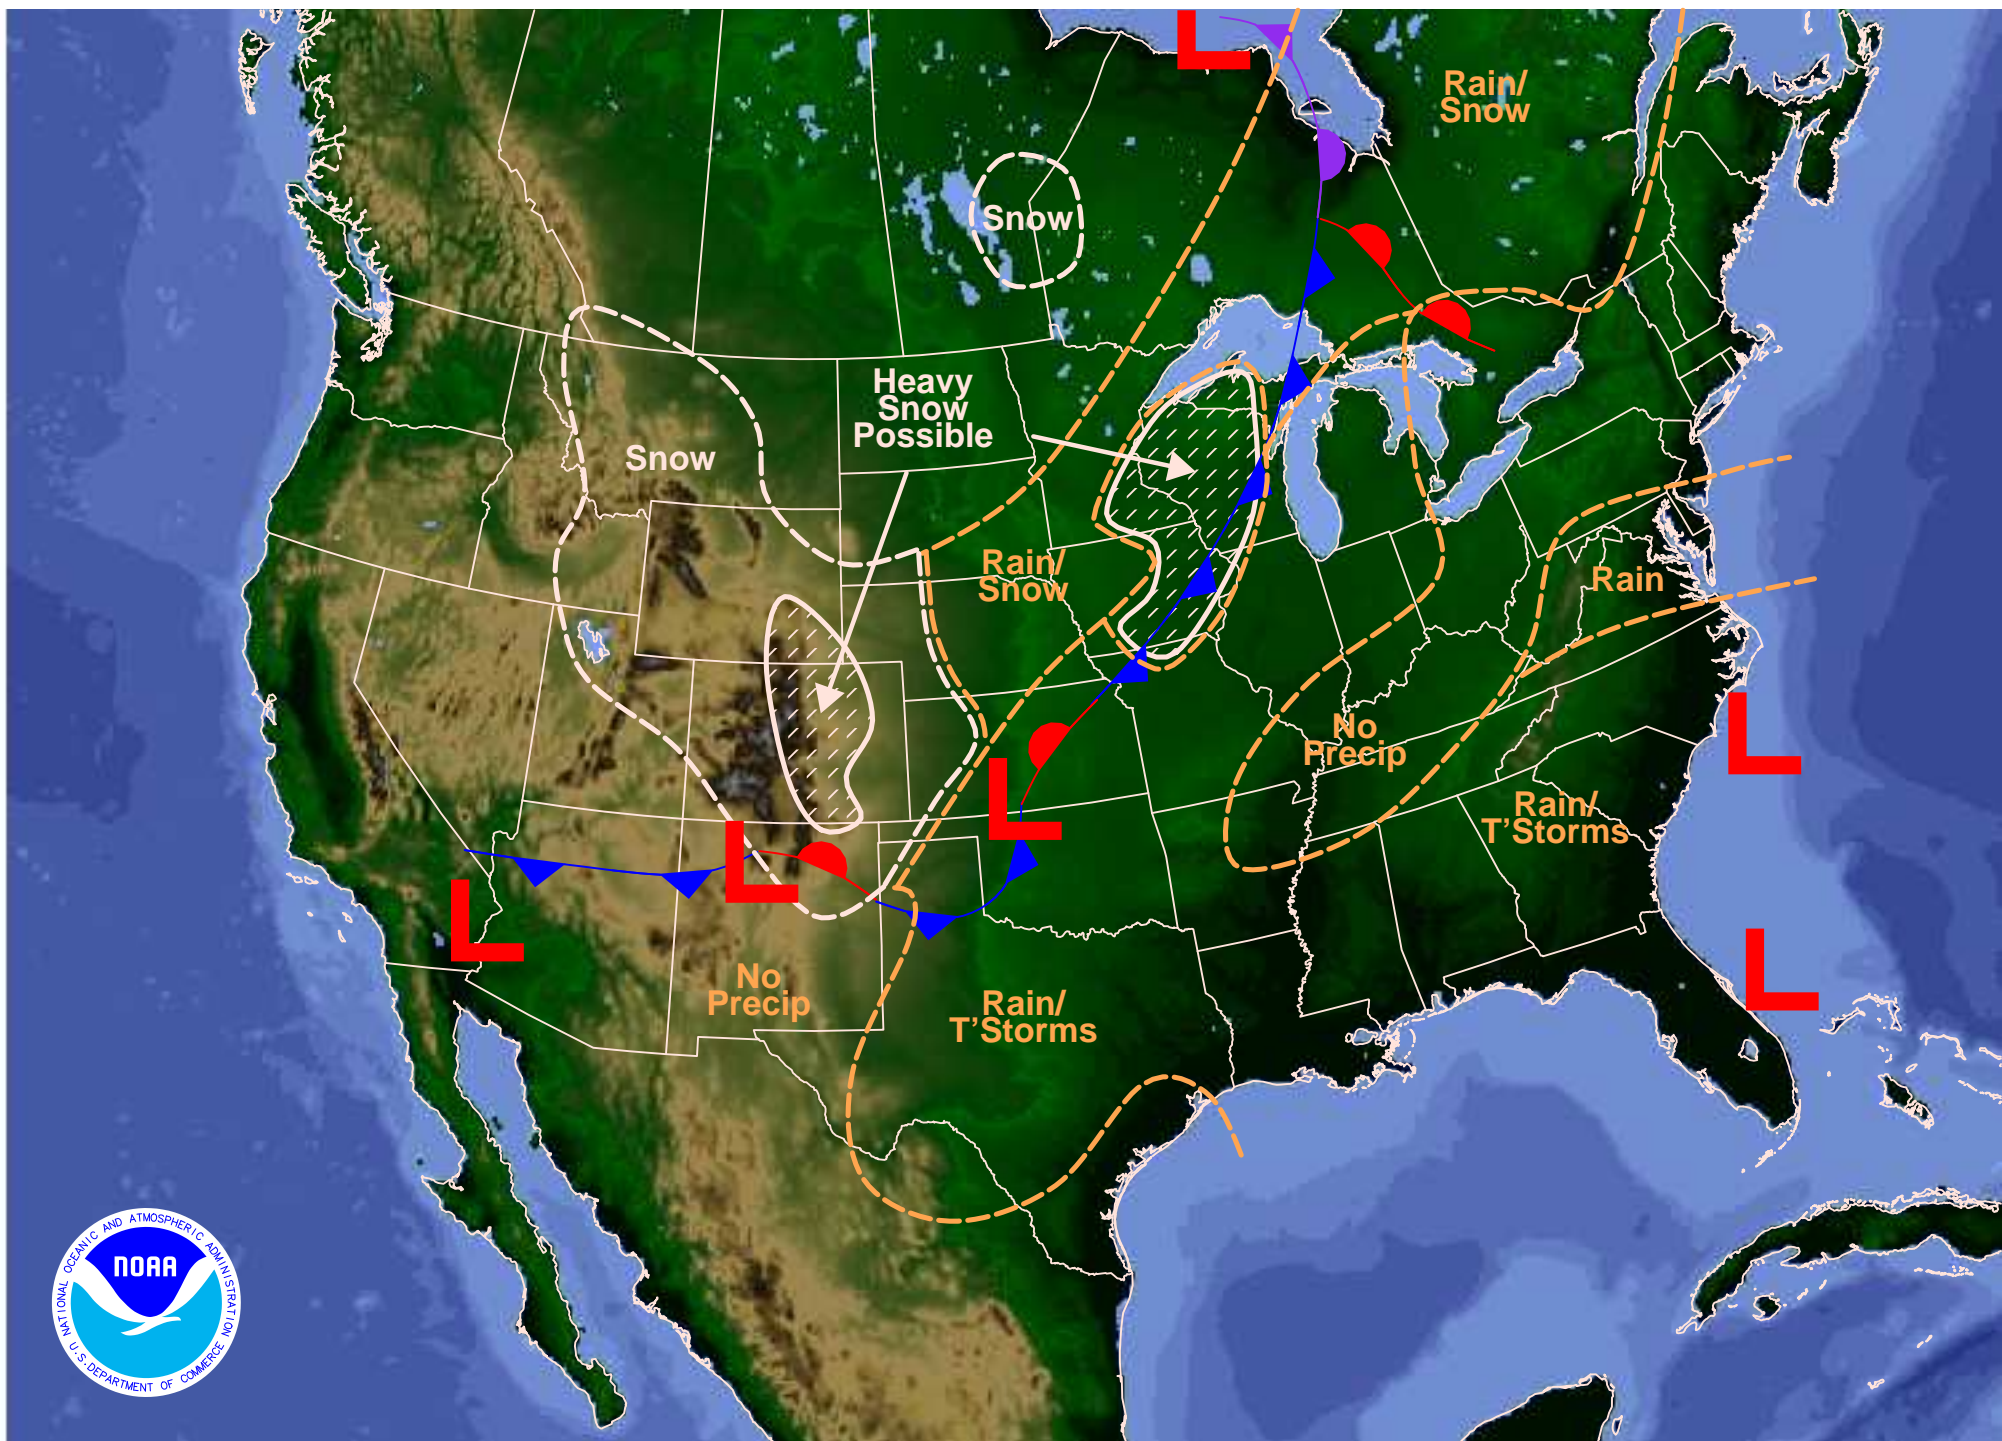 L
Rain/
Snow
Snow
Heavy
Snow
Possible
Snow
Rain/
Snow
Rain
No
Precip
L
L
Rain/
T'Storms
L
L
L
No
Precip
Rain/
T'Storms
NATIONAL OCEANIC AND ATMOSPHERIC ADMINISTRATION
NOAA
U.S. DEPARTMENT OF COMMERCE